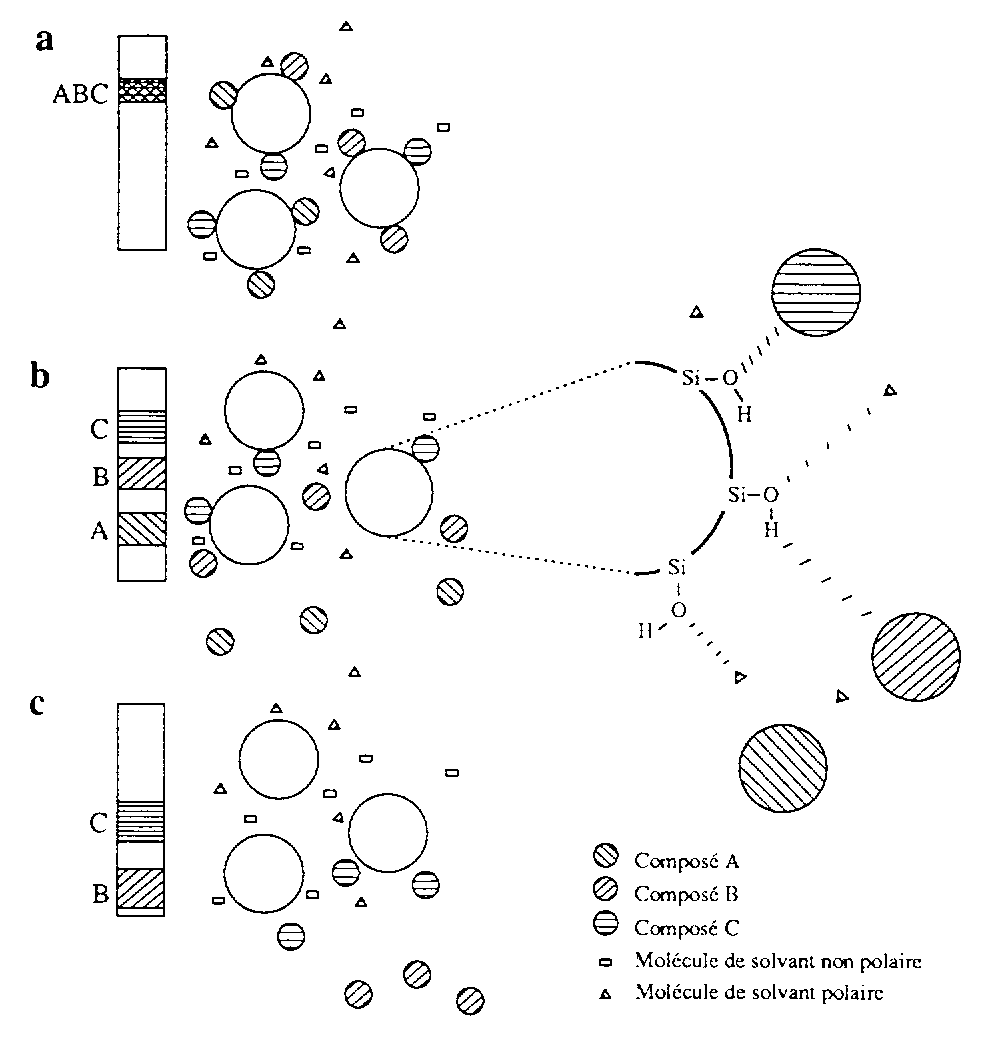 a
ABC
b
C
B
A
Si–O
H
Si–O
H
Si
O
H
c
C
B
Composé A
Composé B
Composé C
Molécule de solvant non polaire
Molécule de solvant polaire